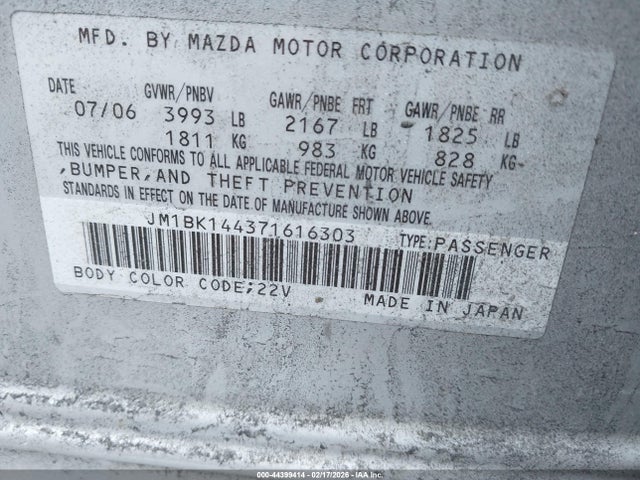 MFD. BY MAZDA MOTOR CORPORATION
DATE GVWR/PNBV GAWR/PNBE FRT GAWR/PNBE RR
07/06 3993 LB 2167 LB 1825 LB
1811 KG 983 KG 828 KG
THIS VEHICLE CONFORMS TO ALL APPLICABLE FEDERAL MOTOR VEHICLE SAFETY
,BUMPER,AND THEFT PREVENTION
STANDARDS IN EFFECT ON THE DATE OF MANUFACTURE SHOWN ABOVE.
JM1BK144371616303 TYPE:PASSENGER
BODY COLOR CODE;22V MADE IN JAPAN
000-44399414 - 02/17/2026 - IAA